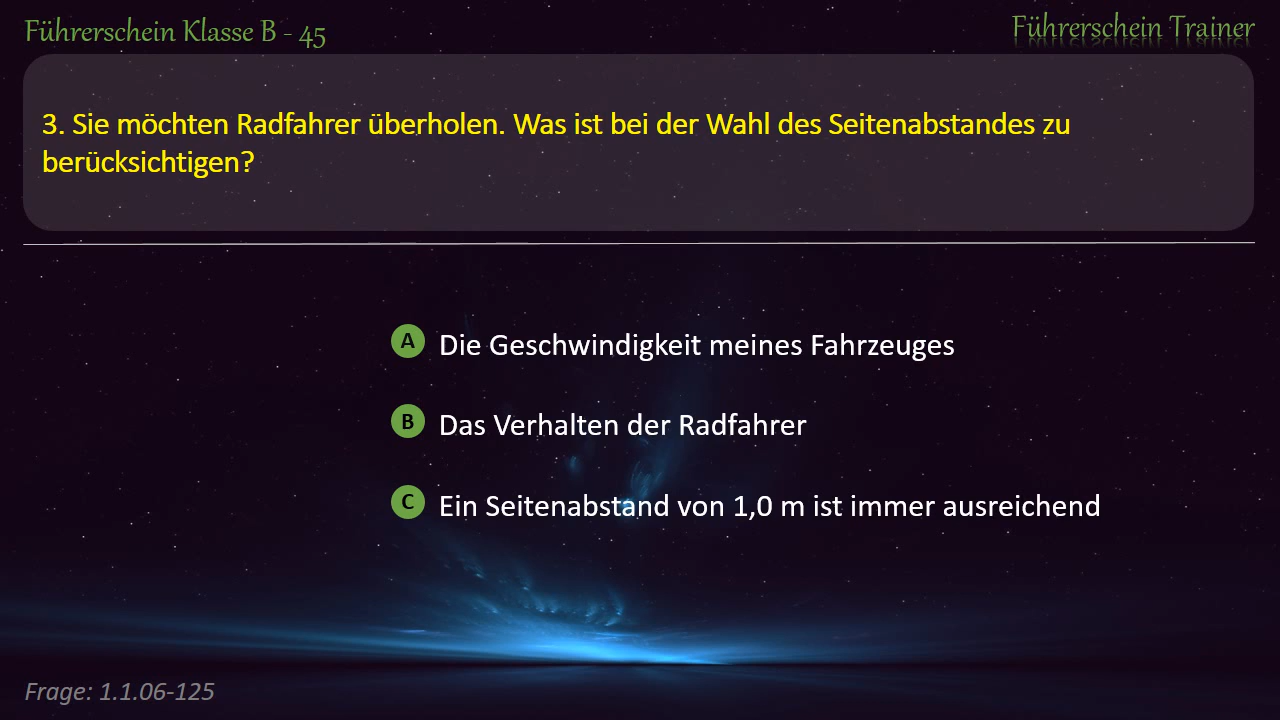 Führerschein Klasse B - 45
Führerschein Trainer
3. Sie möchten Radfahrer überholen. Was ist bei der Wahl des Seitenabstandes zu
berücksichtigen?
A Die Geschwindigkeit meines Fahrzeuges
B Das Verhalten der Radfahrer
C Ein Seitenabstand von 1,0 m ist immer ausreichend
Frage: 1.1.06-125